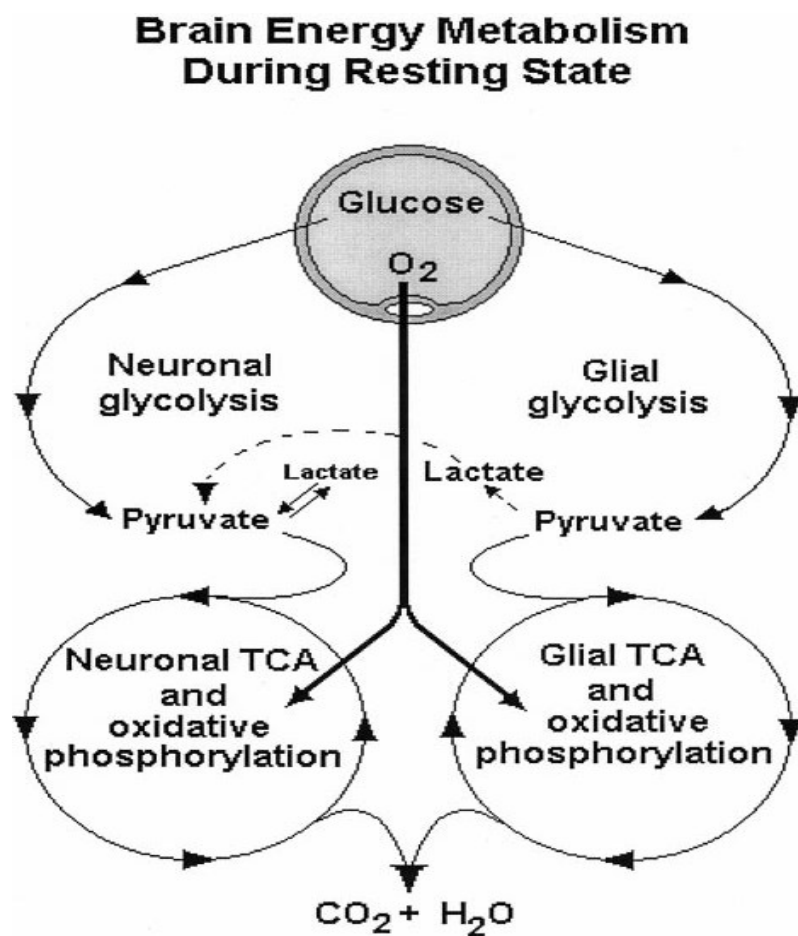 Brain Energy Metabolism
During Resting State
Glucose
O₂
Neuronal
glycolysis
Glial
glycolysis
Lactate
Lactate
Pyruvate
Pyruvate
Neuronal TCA
and
oxidative
phosphorylation
Glial TCA
and
oxidative
phosphorylation
CO₂ + H₂O